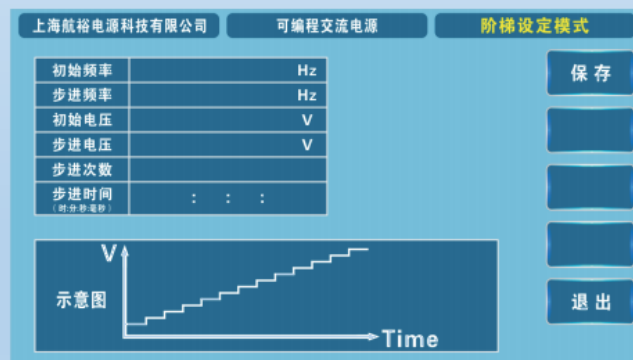 上海航裕电源科技有限公司
可编程交流电源
阶梯设定模式
初始频率 Hz
步进频率 Hz
初始电压 V
步进电压 V
步进次数
步进时间 : : :
(时:分:秒:毫秒)
保存
V
示意图
Time
退出